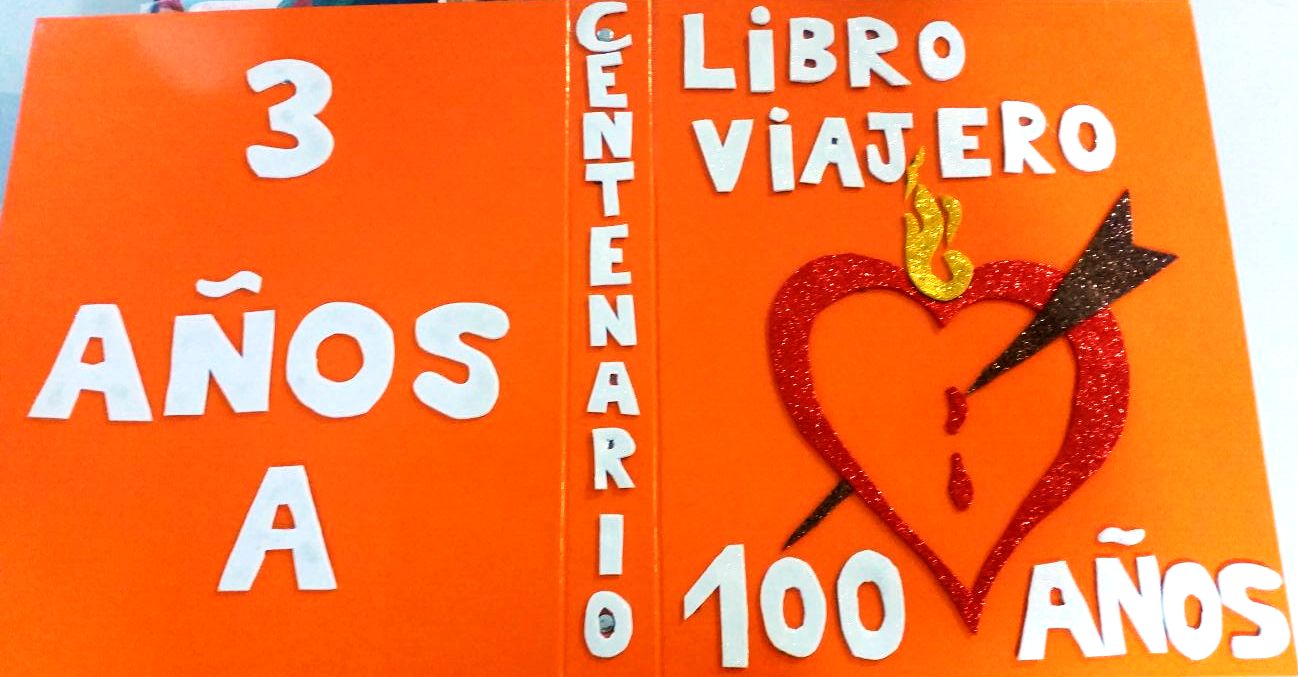 3
AÑOS
A
CENTENARIO
LiBRO
ViAJERO
100 AÑOS